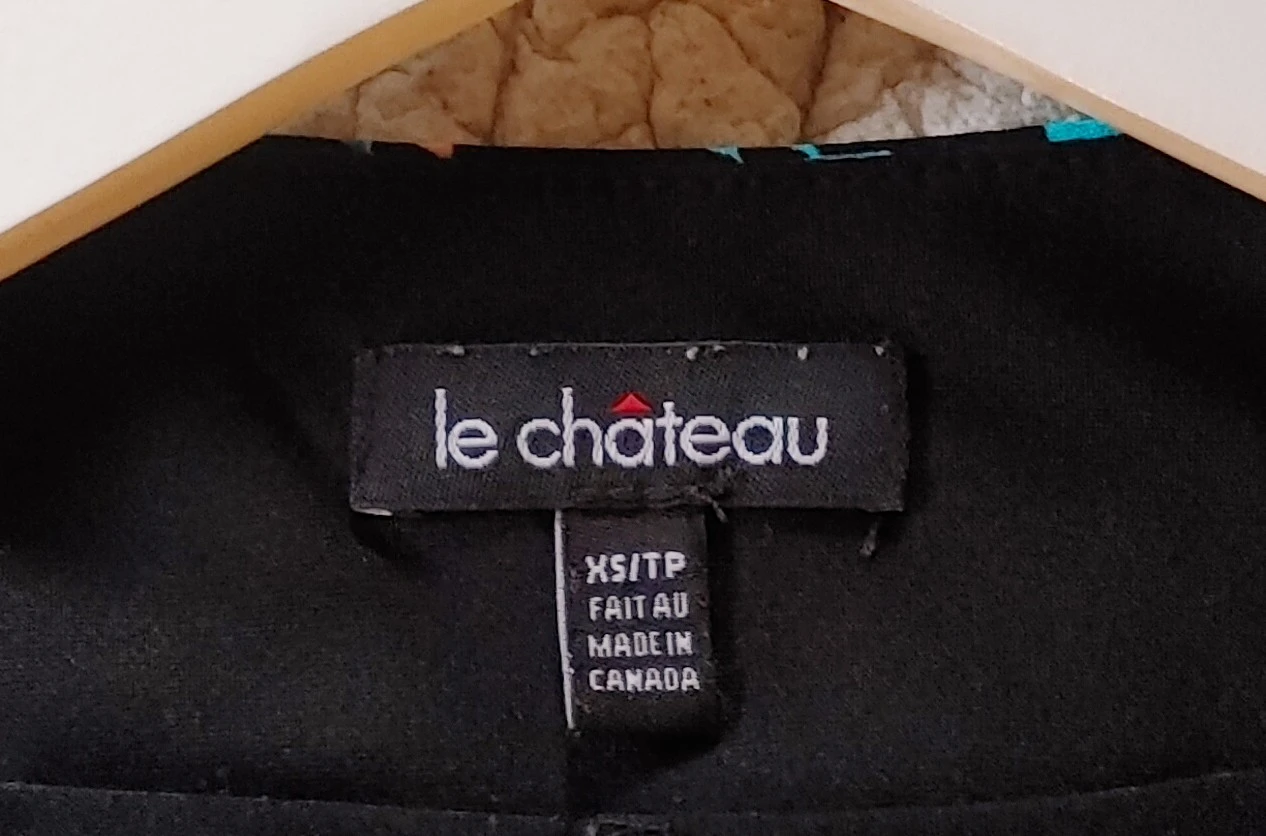 le château
XS/TP
FAIT AU
MADE IN
CANADA